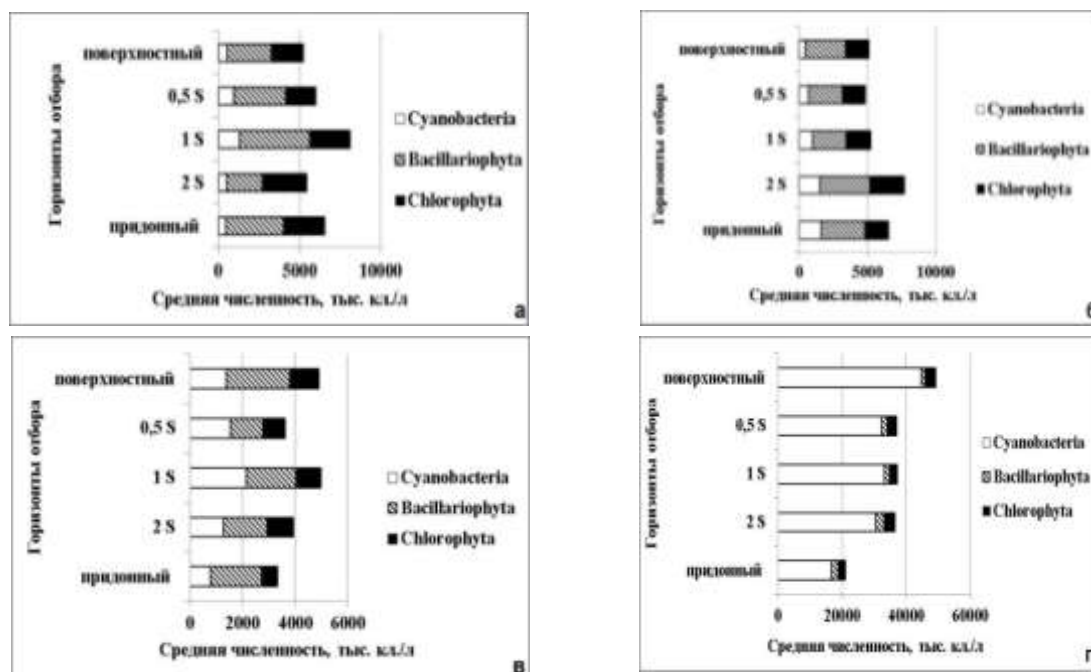 Горизонты отбора
поверхностный
0,5 S
1 S
2 S
придонный
0 5000 10000
Средняя численность, тыс. кл./л
Cyanobacteria
Bacillariophyta
Chlorophyta
а
Горизонты отбора
поверхностный
0,5 S
1 S
2 S
придонный
0 5000 10000
Средняя численность, тыс. кл./л
Cyanobacteria
Bacillariophyta
Chlorophyta
б
Горизонты отбора
поверхностный
0,5 S
1 S
2 S
придонный
0 2000 4000 6000
Средняя численность, тыс. кл./л
Cyanobacteria
Bacillariophyta
Chlorophyta
в
Горизонты отбора
поверхностный
0,5 S
1 S
2 S
придонный
0 20000 40000 60000
Средняя численность, тыс. кл./л
Cyanobacteria
Bacillariophyta
Chlorophyta
г